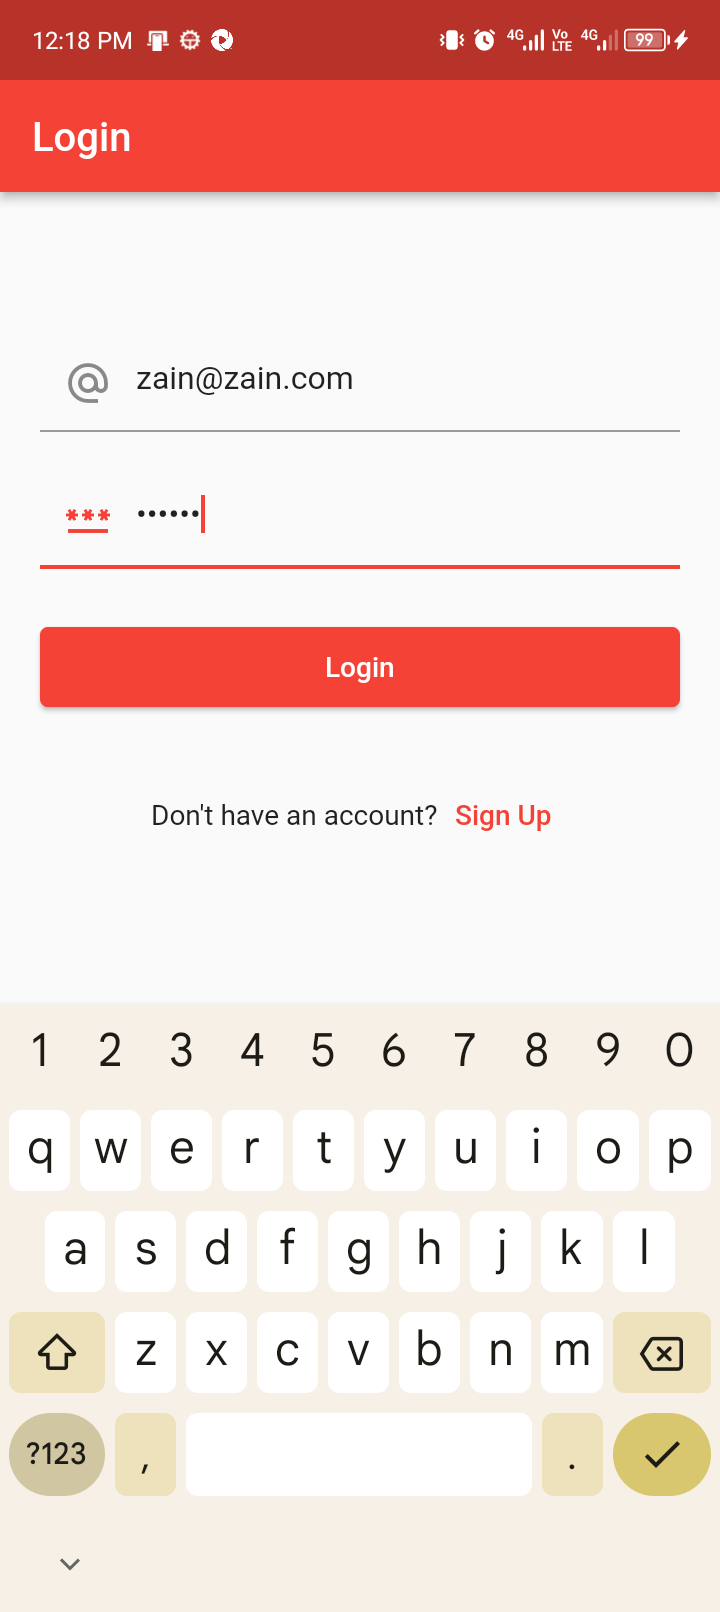 12:18 PM 4G Vo LTE 4G 99
Login
@ zain@zain.com
*** ••••••
Login
Don't have an account? Sign Up
1 2 3 4 5 6 7 8 9 0
q w e r t y u i o p
a s d f g h j k l
z x c v b n m
?123 , .